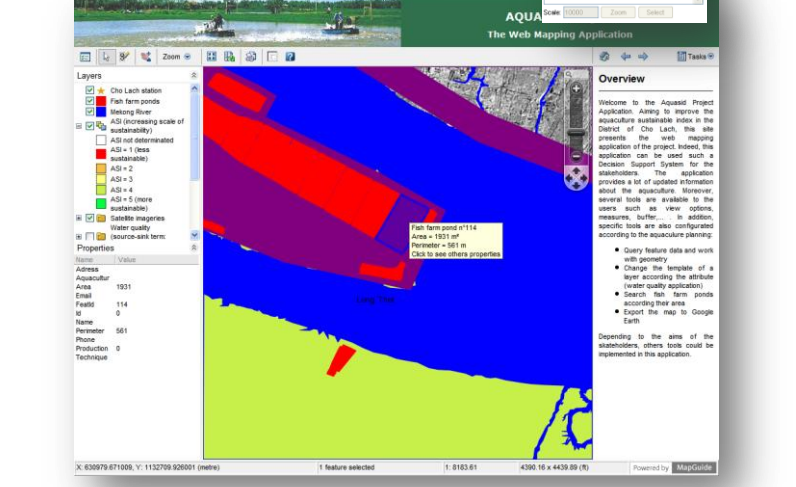 Scale: 10000 Zoom Select
AQUA
The Web Mapping Application
Zoom
Tasks
Layers
Cho Lach station
Fish farm ponds
Mekong River
ASI (increasing scale of
sustainability)
ASI not determined
ASI = 1 (less
sustainable)
ASI = 2
ASI = 3
ASI = 4
ASI = 5 (more
sustainable)
Satellite imageries
Water quality
(source-sink term:
Properties
Name Value
Adress
Aquacultur
Area 1931
Email
FeatId 114
Id 0
Name
Perimeter 561
Phone
Production 0
Technique
Fish farm pond n°114
Area = 1931 m²
Perimeter = 561 m
Click to see others properties
Overview
Welcome to the Aquasid Project
Application. Aiming to improve the
aquaculture sustainable index in the
District of Cho Lach, this site
presents the web mapping
application of the project. Indeed, this
application can be used such a
Decision Support System for the
stakeholders. The application
provides a lot of updated information
about the aquaculture. Moreover,
several tools are available to the
users such as view options,
measures, buffer,... . In addition,
specific tools are also configurated
according to the aquaculure planning:
Query feature data and work
with geometry
Change the template of a
layer according the attribute
(water quality application)
Search fish farm ponds
according their area
Export the map to Google
Earth
Depending to the aims of the
skateholders, others tools could be
implemented in this application.
X: 630979.671009, Y: 1132709.926001 (metre) 1 feature selected 1: 8183.61 4390.16 x 4439.89 (ft) Powered by MapGuide